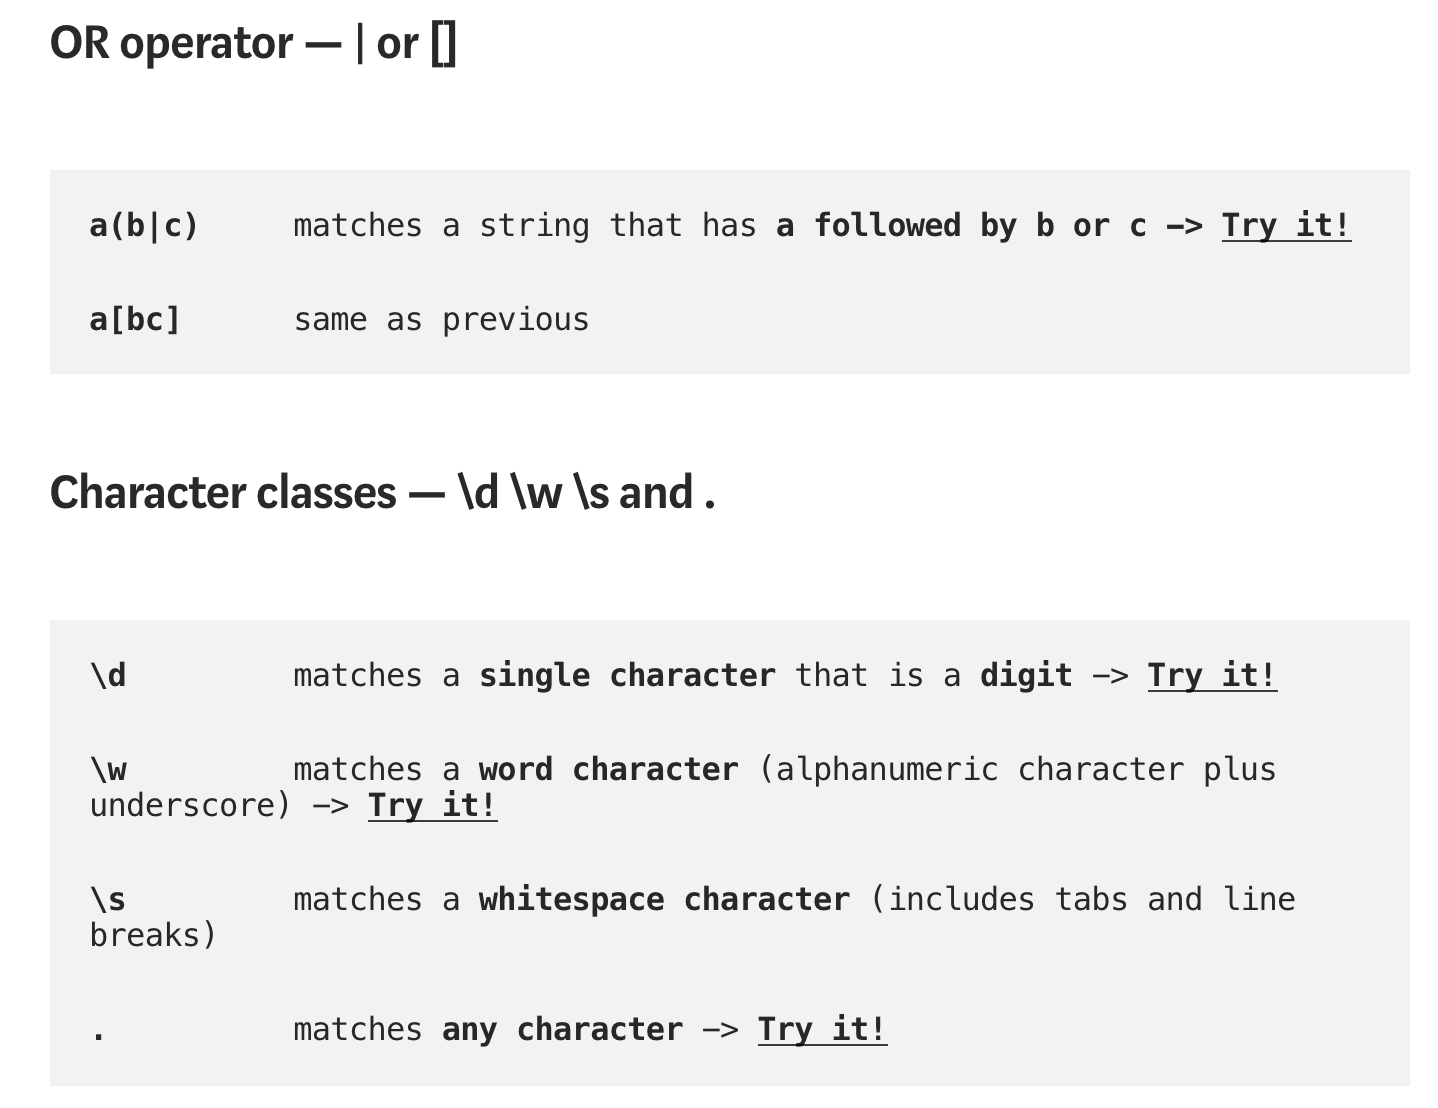 OR operator — | or []
a(b|c) matches a string that has a followed by b or c -> Try it!
a[bc] same as previous
Character classes — \d \w \s and .
\d matches a single character that is a digit -> Try it!
\w matches a word character (alphanumeric character plus
underscore) -> Try it!
\s matches a whitespace character (includes tabs and line
breaks)
. matches any character -> Try it!